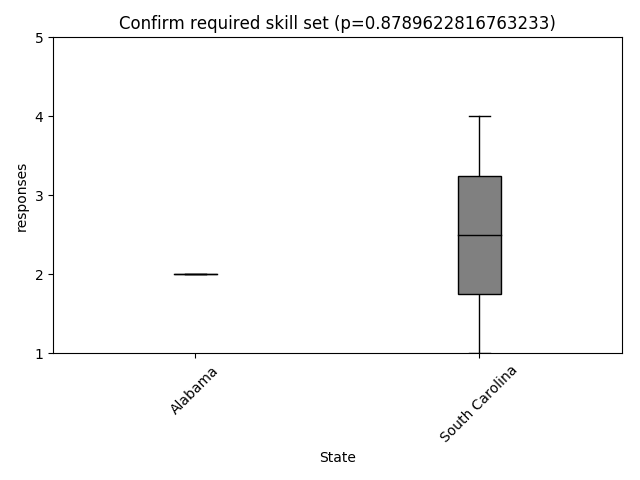 Confirm required skill set (p=0.8789622816763233)
5
4
3
2
1
responses
Alabama
South Carolina
State